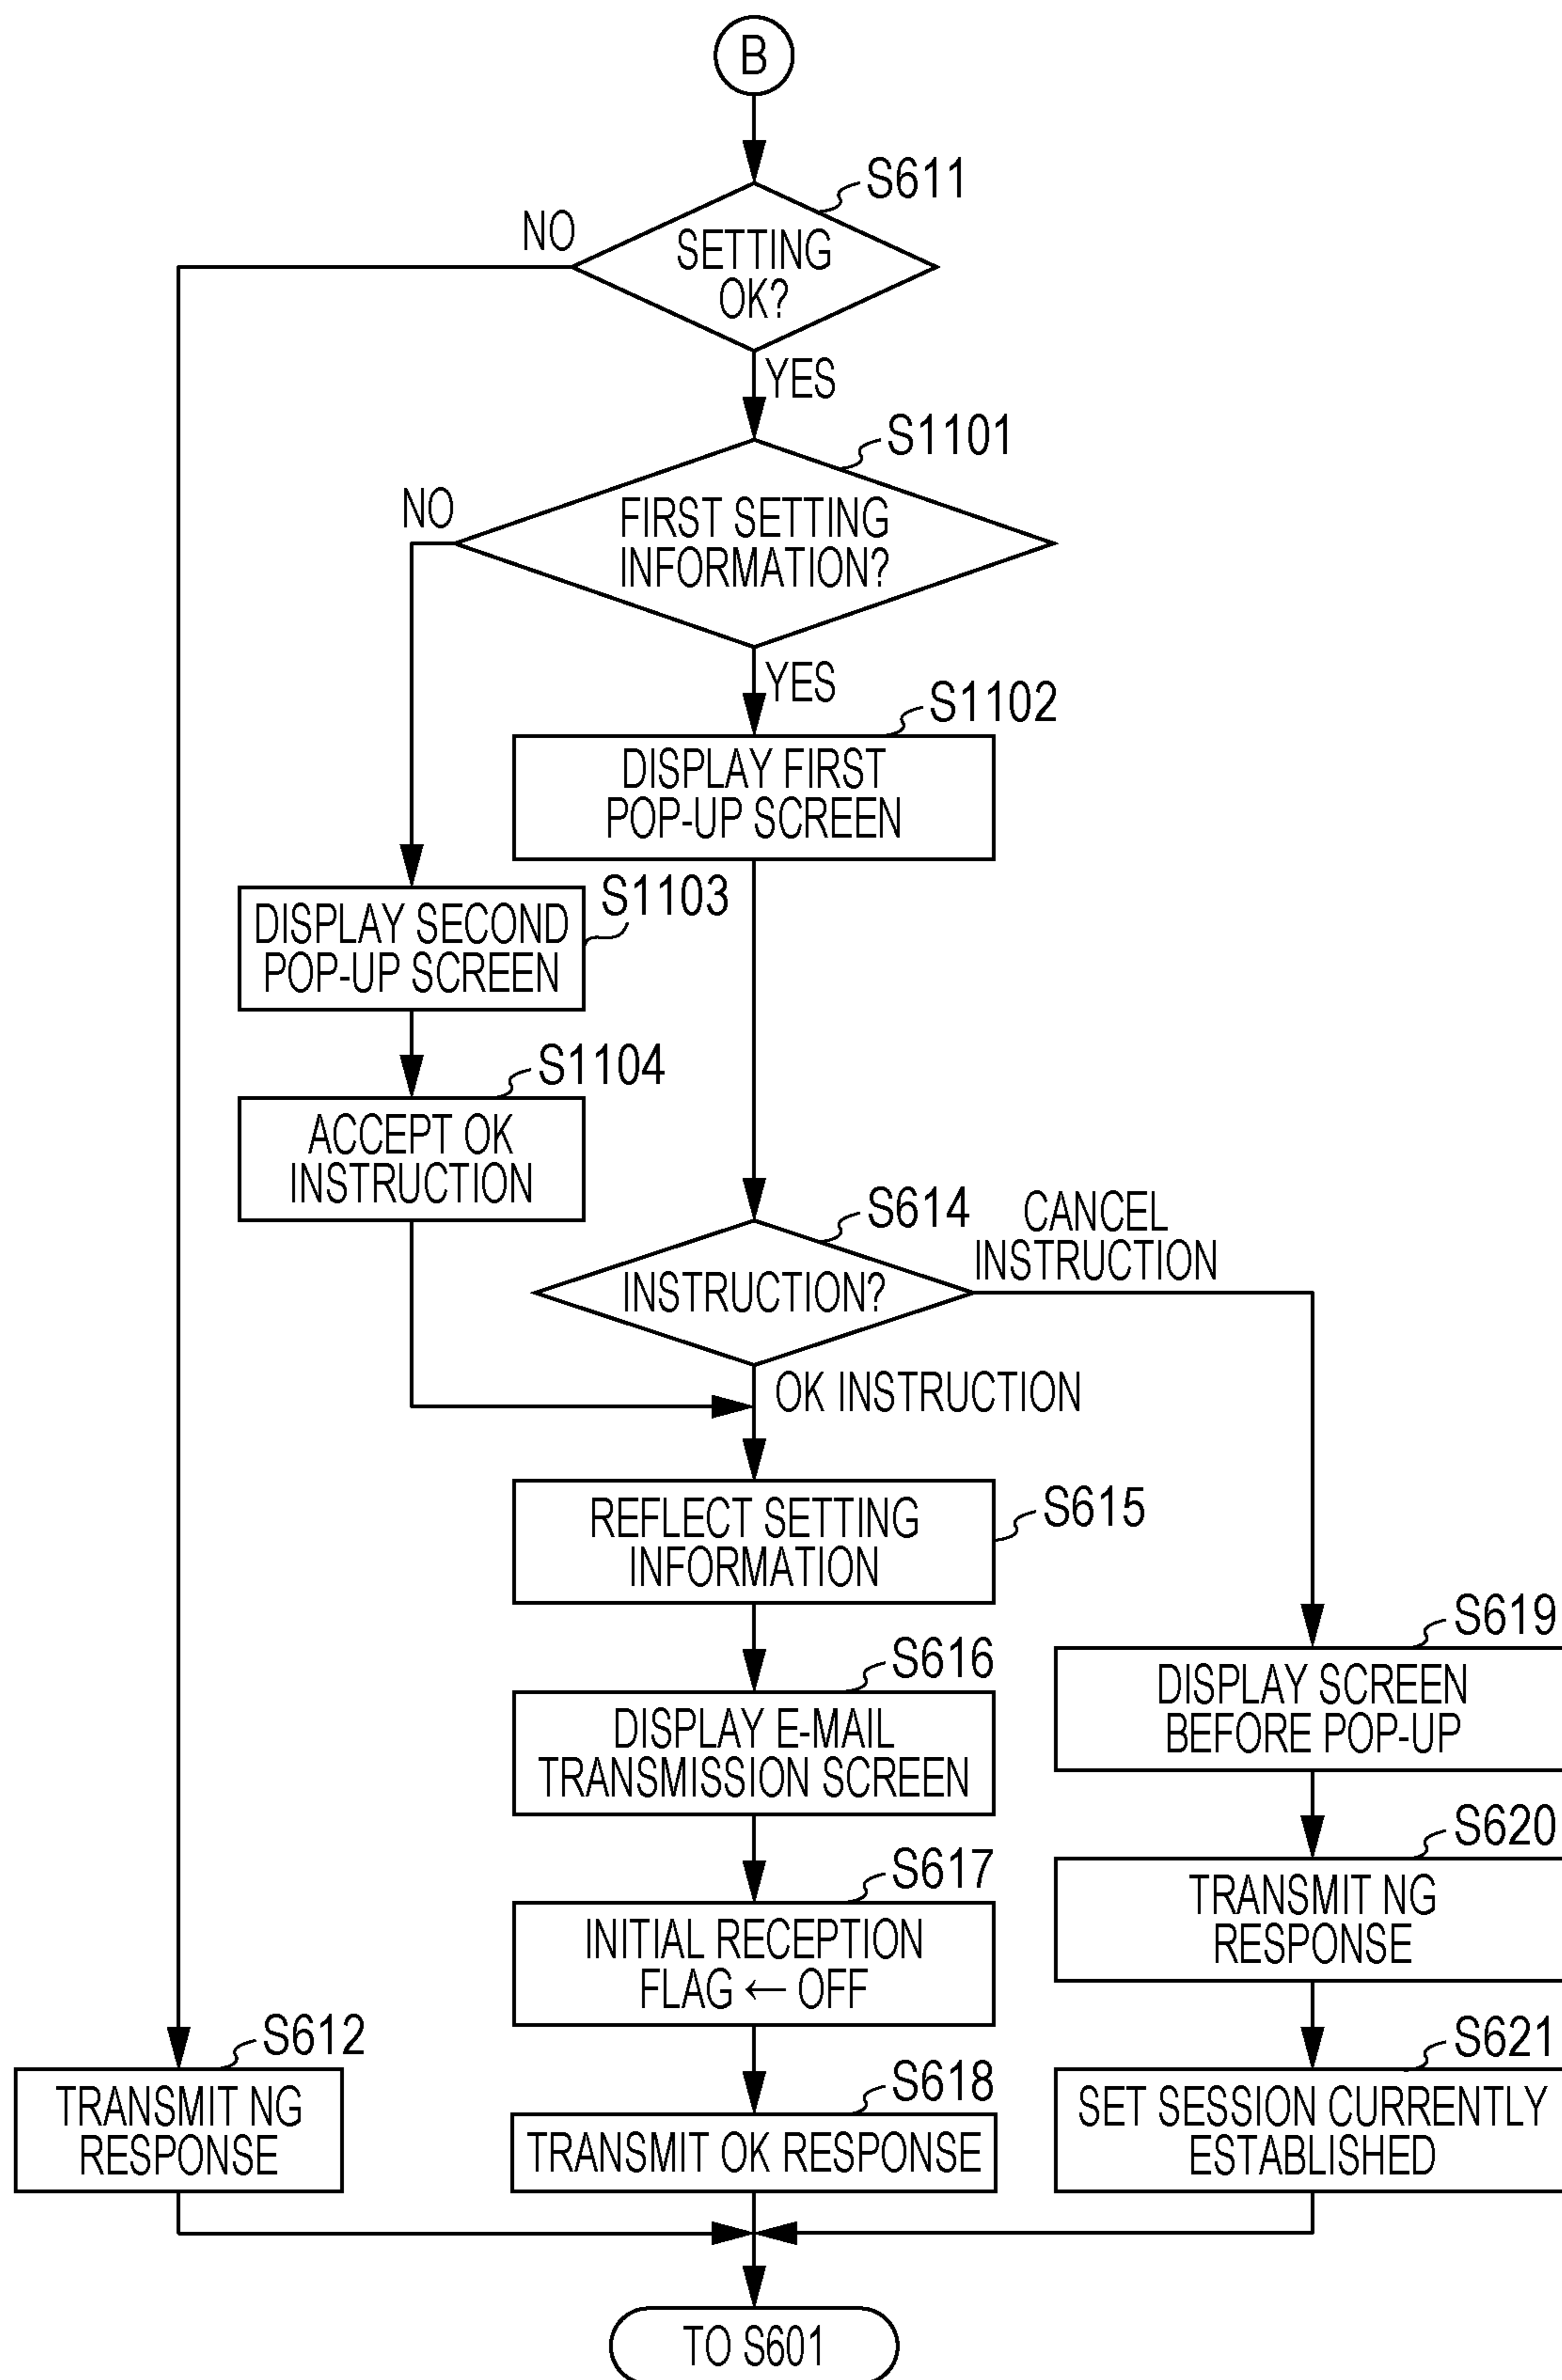 B
S611
NO
SETTING
OK?
YES
S1101
NO
FIRST SETTING
INFORMATION?
YES
S1102
DISPLAY FIRST
POP-UP SCREEN
S1103
DISPLAY SECOND
POP-UP SCREEN
S1104
ACCEPT OK
INSTRUCTION
S614
CANCEL
INSTRUCTION
INSTRUCTION?
OK INSTRUCTION
REFLECT SETTING
INFORMATION
S615
S619
DISPLAY SCREEN
BEFORE POP-UP
S616
DISPLAY E-MAIL
TRANSMISSION SCREEN
S620
TRANSMIT NG
RESPONSE
S617
INITIAL RECEPTION
FLAG ← OFF
S612
TRANSMIT NG
RESPONSE
S618
TRANSMIT OK RESPONSE
S621
SET SESSION CURRENTLY
ESTABLISHED
TO S601